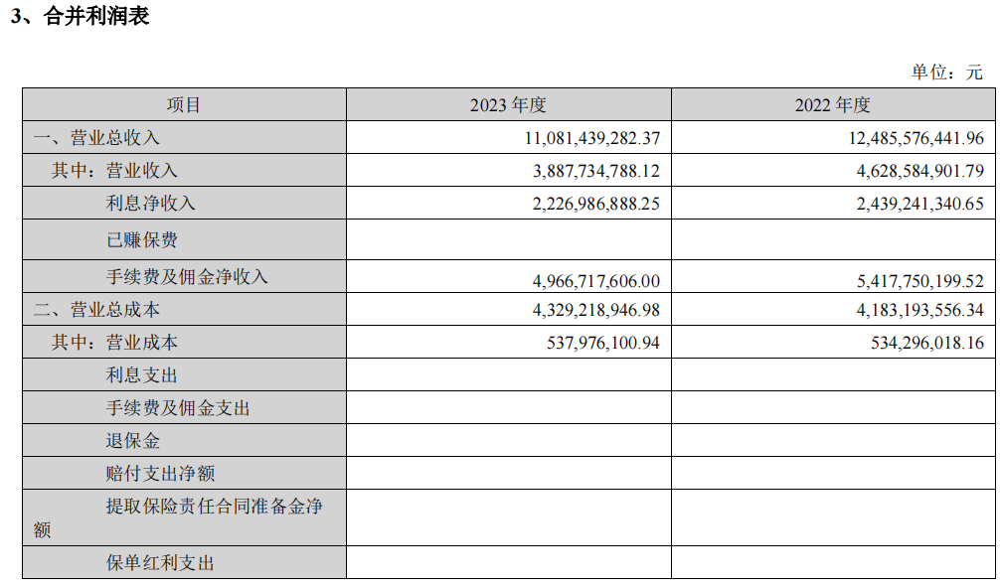 3、合并利润表
单位：元
项目 2023 年度 2022 年度
一、营业总收入 11,081,439,282.37 12,485,576,441.96
其中：营业收入 3,887,734,788.12 4,628,584,901.79
利息净收入 2,226,986,888.25 2,439,241,340.65
已赚保费
手续费及佣金净收入 4,966,717,606.00 5,417,750,199.52
二、营业总成本 4,329,218,946.98 4,183,193,556.34
其中：营业成本 537,976,100.94 534,296,018.16
利息支出
手续费及佣金支出
退保金
赔付支出净额
提取保险责任合同准备金净
额
保单红利支出